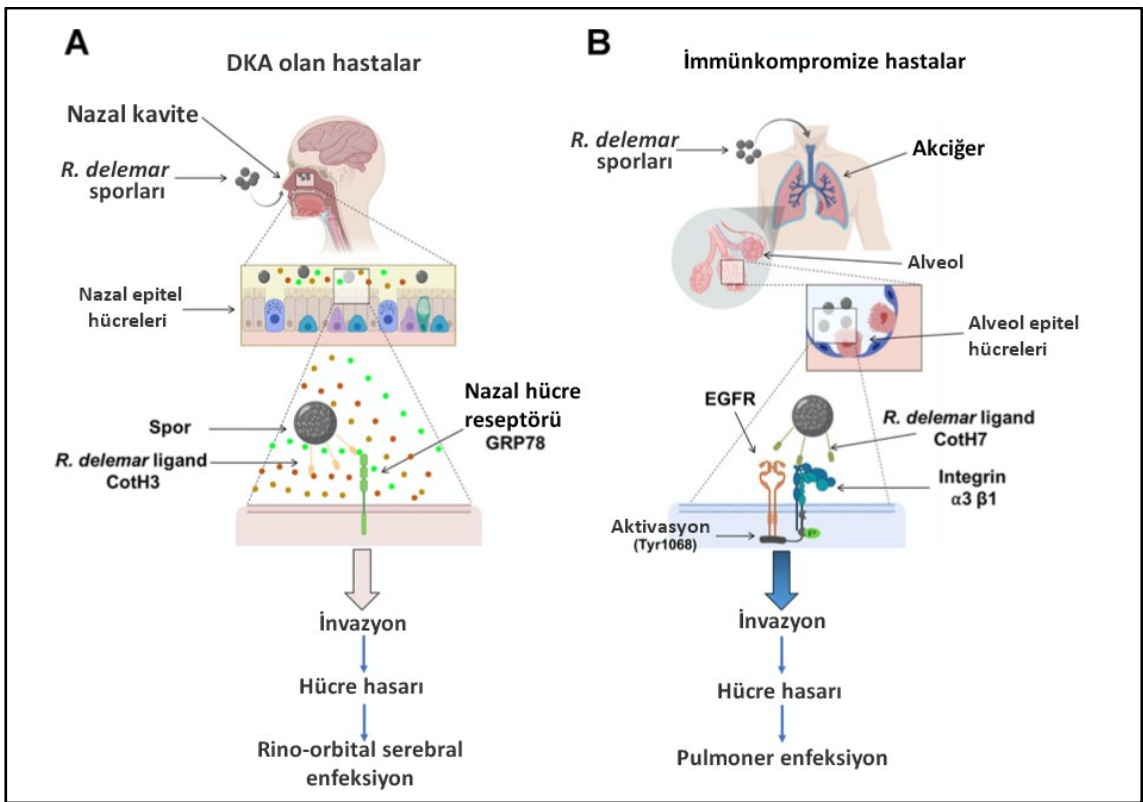 A
DKA olan hastalar
Nazal kavite
R. delemar
sporları
Nazal epitel
hücreleri
Spor
R. delemar ligand
CotH3
Nazal hücre
reseptörü
GRP78
İnvazyon
Hücre hasarı
Rino-orbital serebral
enfeksiyon
B
İmmünkompromize hastalar
R. delemar
sporları
Akciğer
Alveol
Alveol epitel
hücreleri
EGFR
R. delemar ligand
CotH7
Integrin
α3 β1
Aktivasyon
(Tyr1068)
P
İnvazyon
Hücre hasarı
Pulmoner enfeksiyon